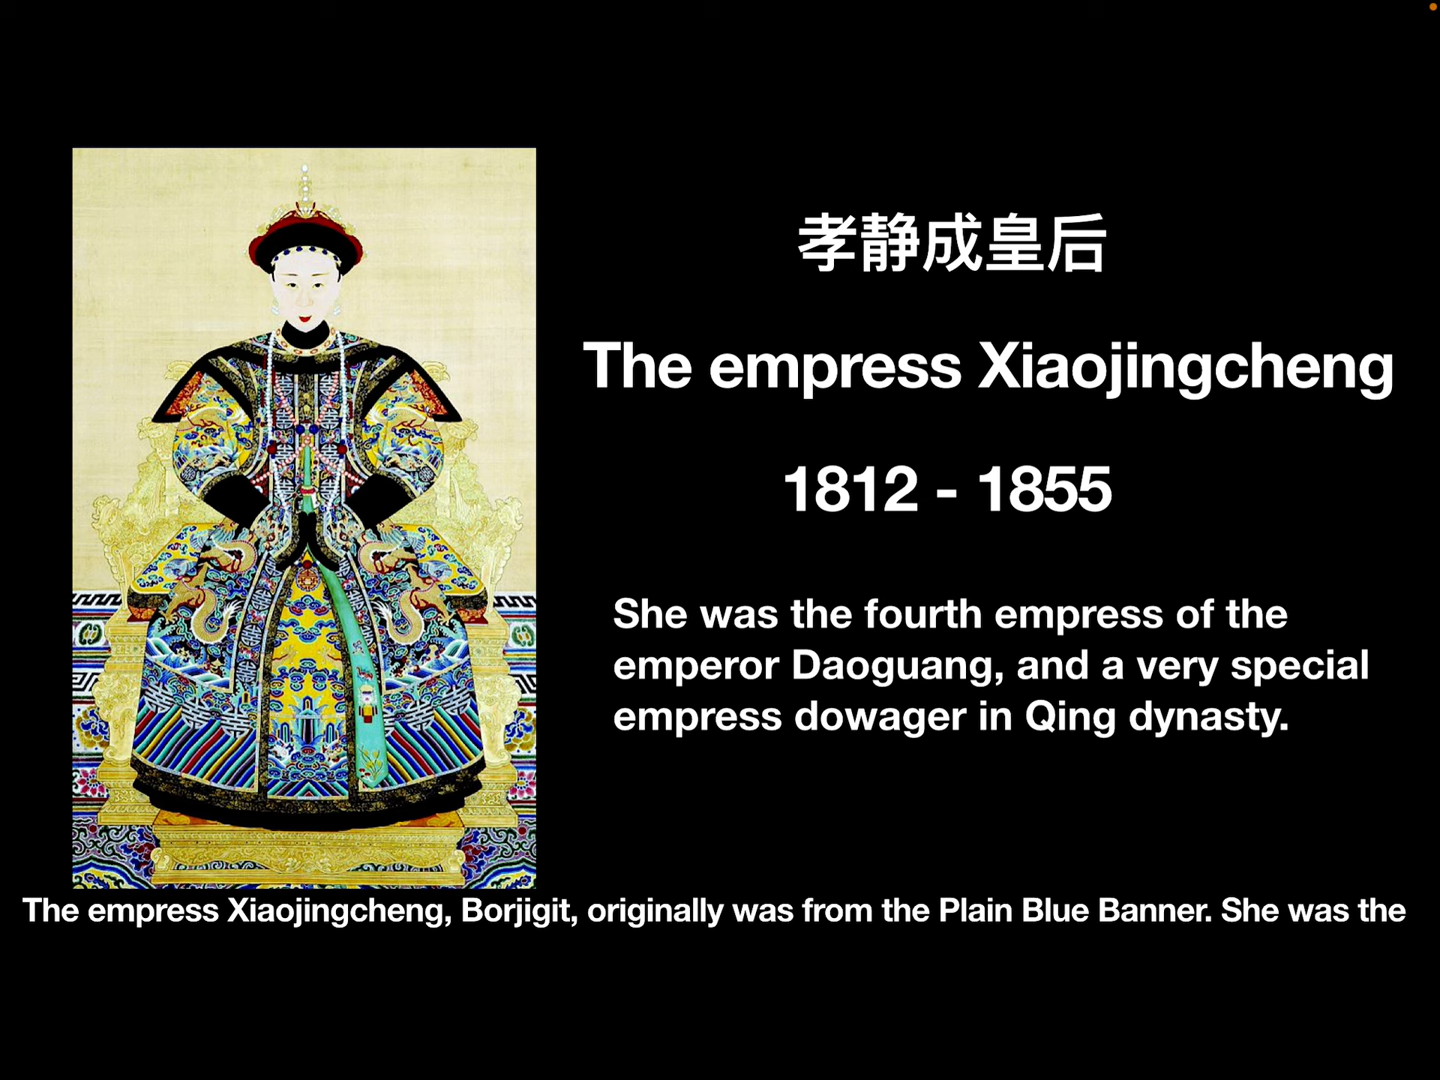 孝静成皇后
The empress Xiaojingcheng
1812 - 1855
She was the fourth empress of the
emperor Daoguang, and a very special
empress dowager in Qing dynasty.
The empress Xiaojingcheng, Borjigit, originally was from the Plain Blue Banner. She was the